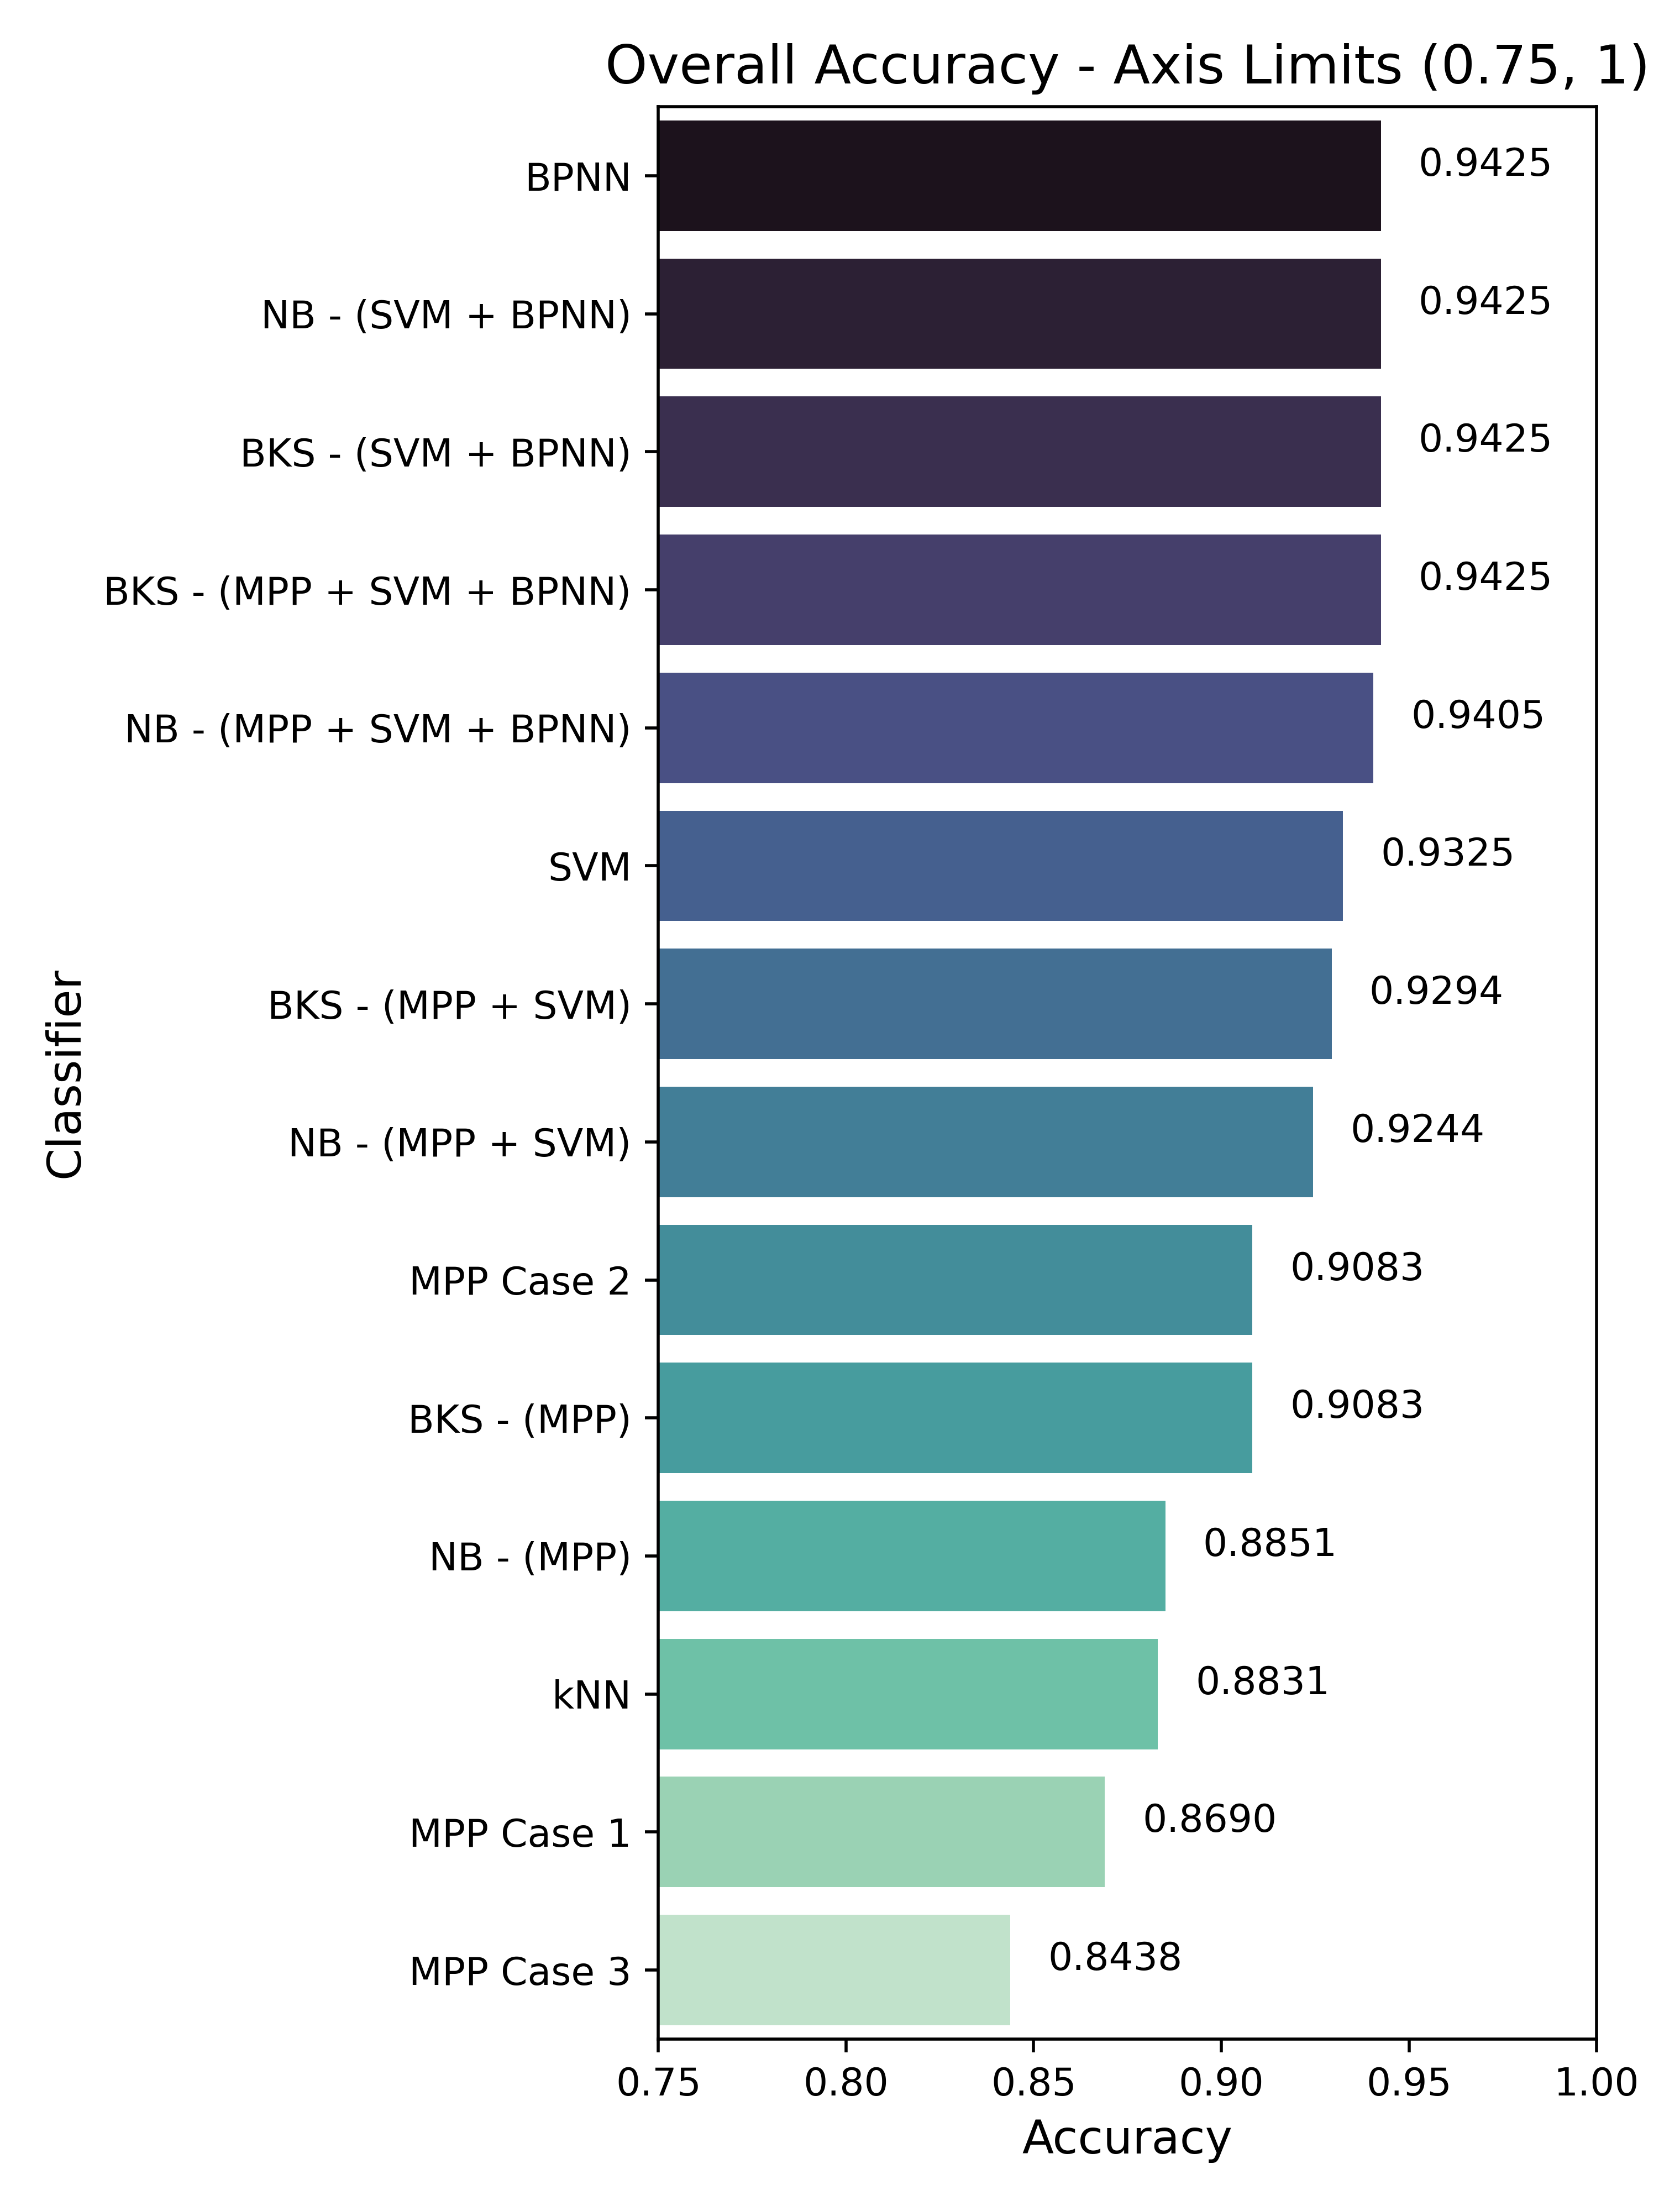 Overall Accuracy - Axis Limits (0.75, 1)
BPNN 0.9425
NB - (SVM + BPNN) 0.9425
BKS - (SVM + BPNN) 0.9425
BKS - (MPP + SVM + BPNN) 0.9425
NB - (MPP + SVM + BPNN) 0.9405
SVM 0.9325
BKS - (MPP + SVM) 0.9294
NB - (MPP + SVM) 0.9244
MPP Case 2 0.9083
BKS - (MPP) 0.9083
NB - (MPP) 0.8851
kNN 0.8831
MPP Case 1 0.8690
MPP Case 3 0.8438
Classifier
0.75 0.80 0.85 0.90 0.95 1.00
Accuracy